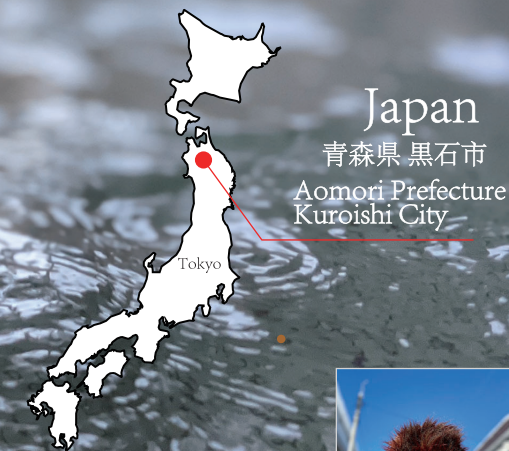 Japan
青森県 黒石市
Aomori Prefecture
Kuroishi City
Tokyo